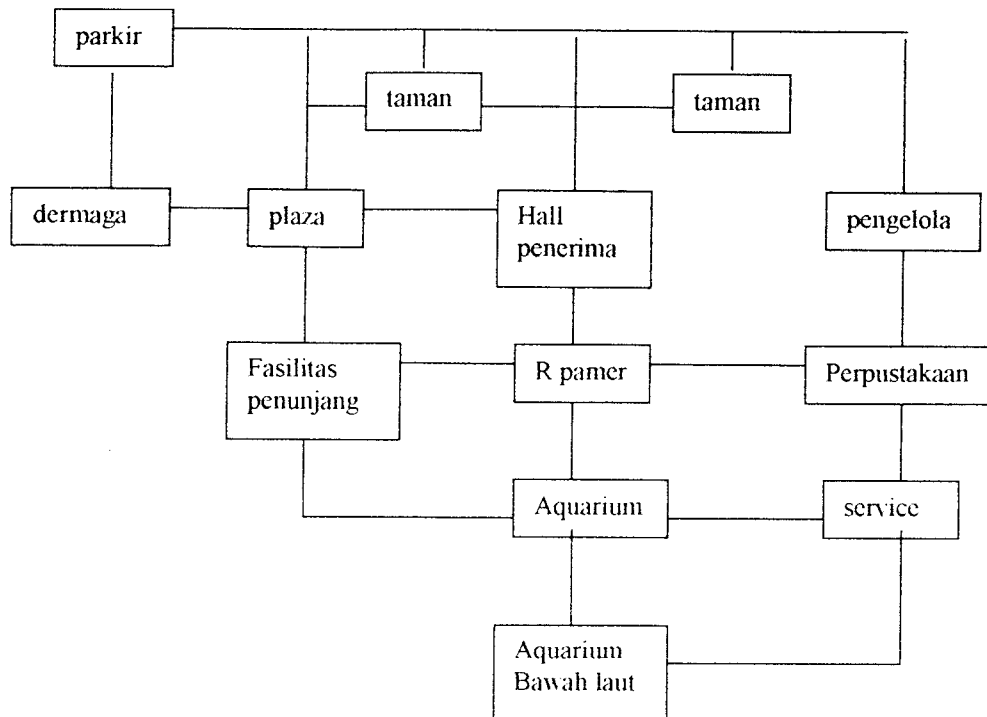 parkir
taman
taman
dermaga
plaza
Hall
penerima
pengelola
Fasilitas
penunjang
R pamer
Perpustakaan
Aquarium
service
Aquarium
Bawah laut